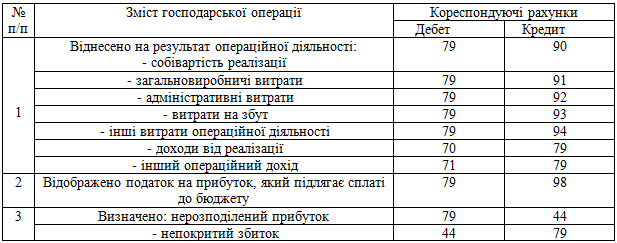 № п/п Зміст господарської операції Кореспондуючі рахунки
Дебет Кредит
1 Віднесено на результат операційної діяльності:
- собівартість реалізації 79 90
- загальновиробничі витрати 79 91
- адміністративні витрати 79 92
- витрати на збут 79 93
- інші витрати операційної діяльності 79 94
- доходи від реалізації 70 79
- інший операційний дохід 71 79
2 Відображено податок на прибуток, який підлягає сплаті
до бюджету 79 98
3 Визначено: нерозподілений прибуток 79 44
- непокритий збиток 44 79